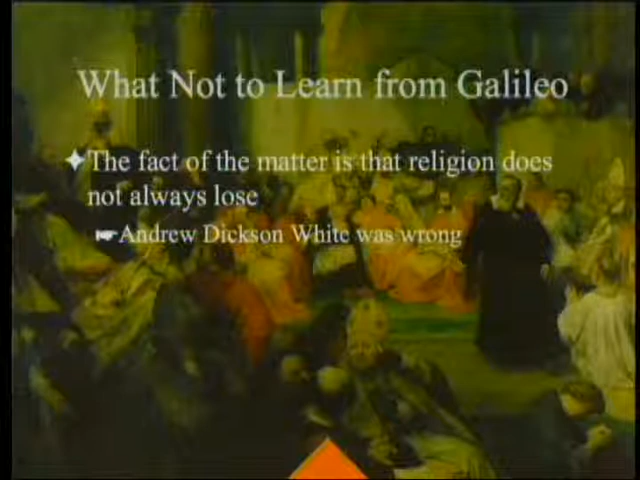 What Not to Learn from Galileo
The fact of the matter is that religion does
not always lose
Andrew Dickson White was wrong